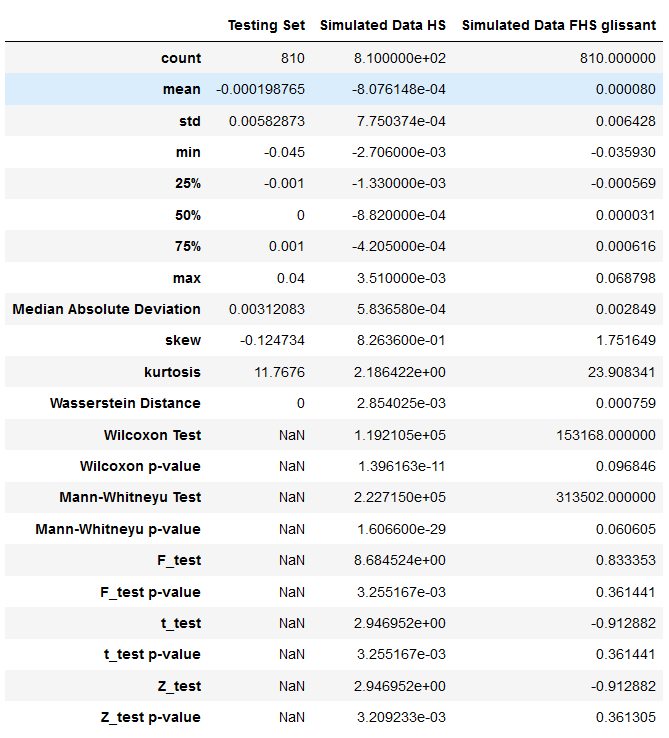 Testing Set Simulated Data HS Simulated Data FHS glissant
count 810 8.100000e+02 810.000000
mean -0.000198765 -8.076148e-04 0.000080
std 0.00582873 7.750374e-04 0.006428
min -0.045 -2.706000e-03 -0.035930
25% -0.001 -1.330000e-03 -0.000569
50% 0 -8.820000e-04 0.000031
75% 0.001 -4.205000e-04 0.000616
max 0.04 3.510000e-03 0.068798
Median Absolute Deviation 0.00312083 5.836580e-04 0.002849
skew -0.124734 8.263600e-01 1.751649
kurtosis 11.7676 2.186422e+00 23.908341
Wasserstein Distance 0 2.854025e-03 0.000759
Wilcoxon Test NaN 1.192105e+05 153168.000000
Wilcoxon p-value NaN 1.396163e-11 0.096846
Mann-Whitneyu Test NaN 2.227150e+05 313502.000000
Mann-Whitneyu p-value NaN 1.606600e-29 0.060605
F_test NaN 8.684524e+00 0.833353
F_test p-value NaN 3.255167e-03 0.361441
t_test NaN 2.946952e+00 -0.912882
t_test p-value NaN 3.255167e-03 0.361441
Z_test NaN 2.946952e+00 -0.912882
Z_test p-value NaN 3.209233e-03 0.361305